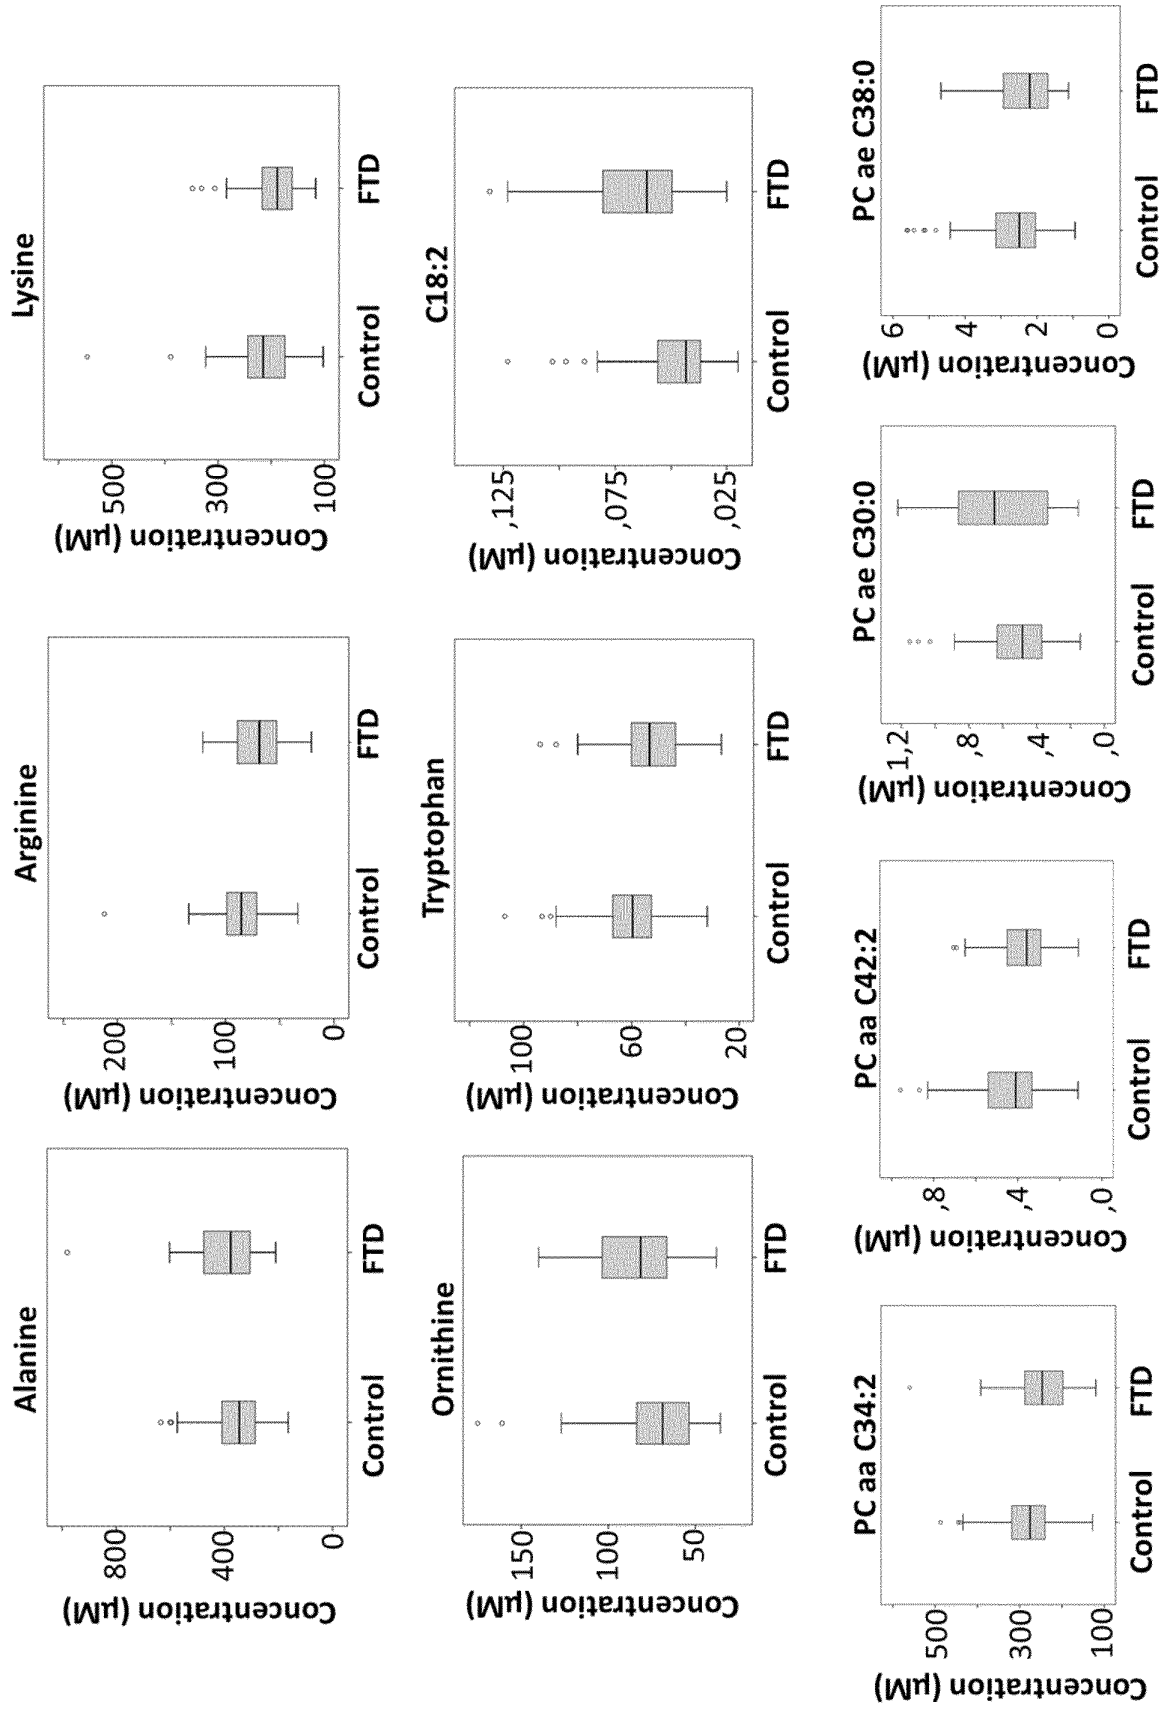 Alanine
Concentration (µM)
800
400
0
Control
FTD
Arginine
Concentration (µM)
200
100
0
Control
FTD
Lysine
Concentration (µM)
500
300
100
Control
FTD
Ornithine
Concentration (µM)
150
100
50
Control
FTD
Tryptophan
Concentration (µM)
100
60
20
Control
FTD
C18:2
Concentration (µM)
,125
,075
,025
Control
FTD
PC aa C34:2
Concentration (µM)
500
300
100
Control
FTD
PC aa C42:2
Concentration (µM)
,8
,4
,0
Control
FTD
PC ae C30:0
Concentration (µM)
1,2
,8
,4
,0
Control
FTD
PC ae C38:0
Concentration (µM)
6
4
2
0
Control
FTD